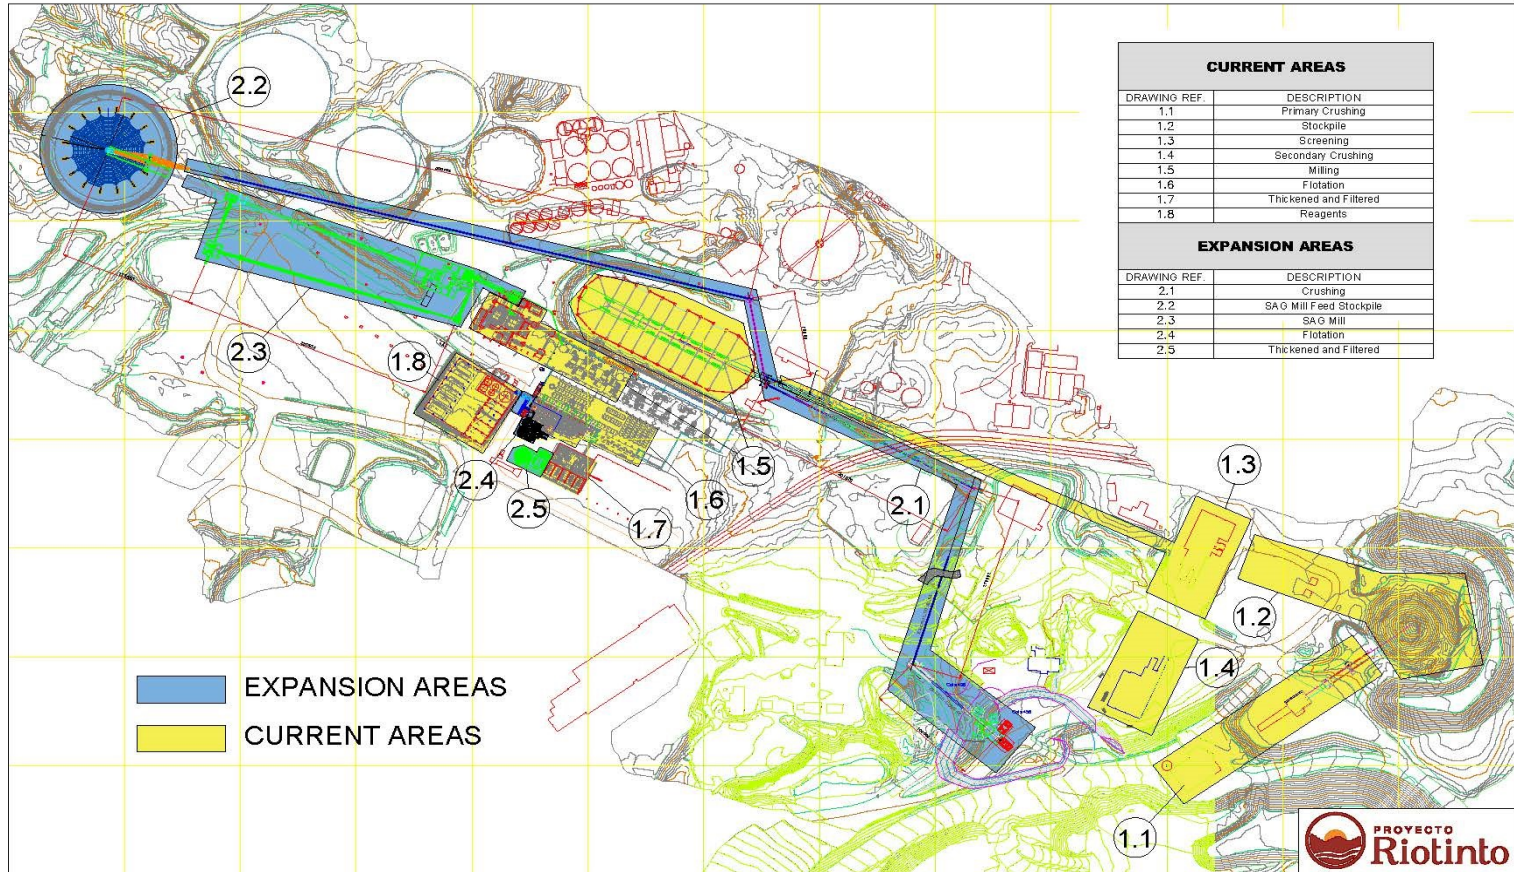 CURRENT AREAS
DRAWING REF. DESCRIPTION
1.1 Primary Crushing
1.2 Stockpile
1.3 Screening
1.4 Secondary Crushing
1.5 Milling
1.6 Flotation
1.7 Thickened and Filtered
1.8 Reagents
EXPANSION AREAS
DRAWING REF. DESCRIPTION
2.1 Crushing
2.2 SAG Mill Feed Stockpile
2.3 SAG Mill
2.4 Flotation
2.5 Thickened and Filtered
2.2
2.3
1.8
2.4
2.5
1.7
1.6
1.5
2.1
1.3
1.2
1.4
1.1
EXPANSION AREAS
CURRENT AREAS
PROYECTO
Riotinto